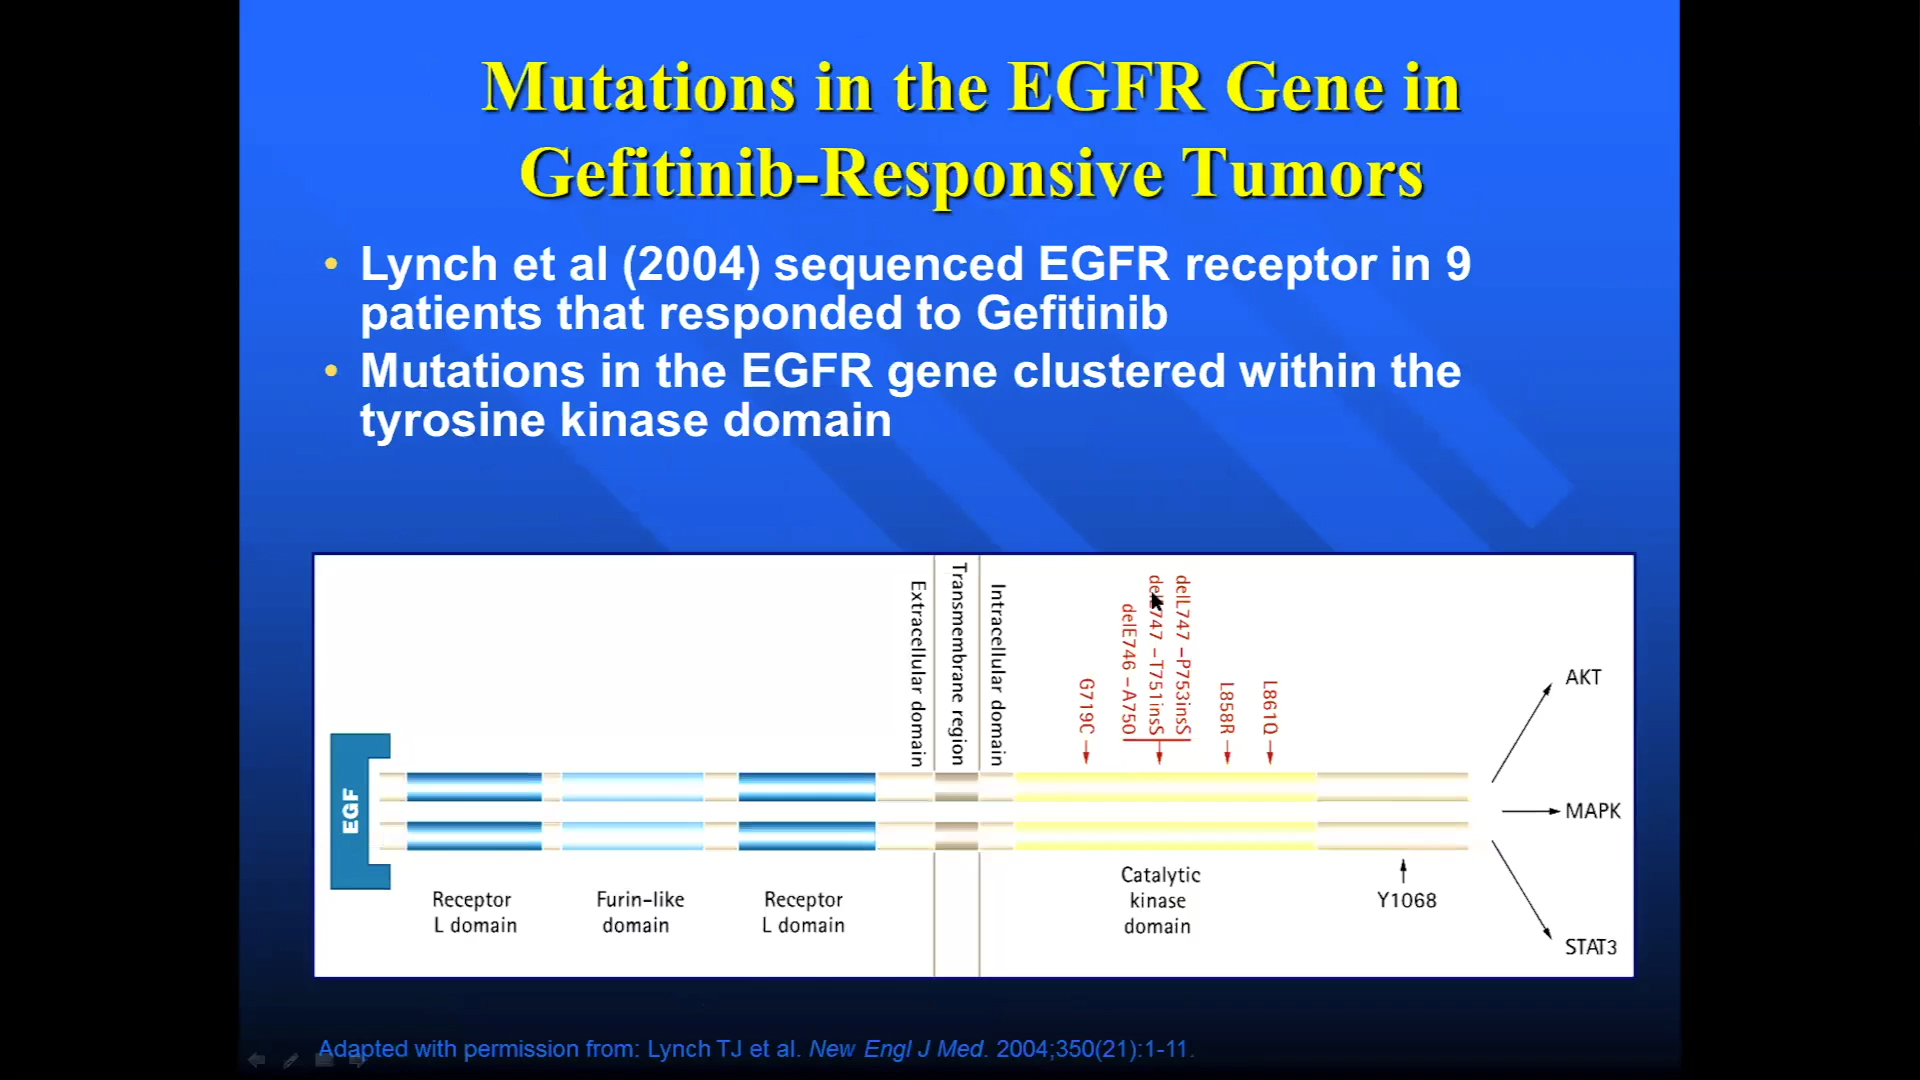 Mutations in the EGFR Gene in
Gefitinib-Responsive Tumors
• Lynch et al (2004) sequenced EGFR receptor in 9
patients that responded to Gefitinib
• Mutations in the EGFR gene clustered within the
tyrosine kinase domain
Extracellular domain
Transmembrane region
Intracellular domain
G719C
delE746 –A750
delL747 –T751insS
delL747 –P753insS
L858R
L861Q
EGF
AKT
MAPK
STAT3
Receptor
L domain
Furin-like
domain
Receptor
L domain
Catalytic
kinase
domain
Y1068
Adapted with permission from: Lynch TJ et al. New Engl J Med. 2004;350(21):1-11.